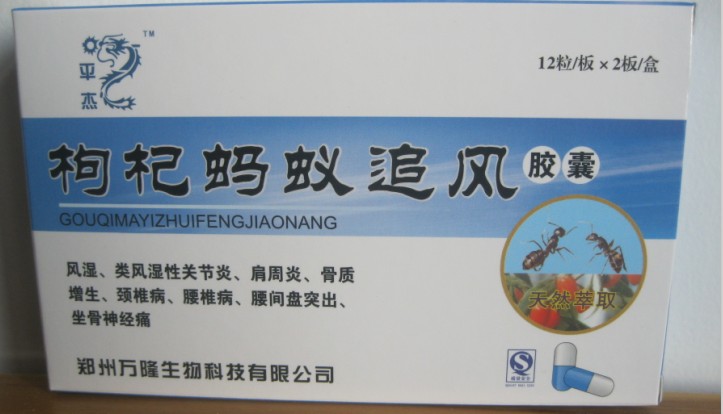 TM
平杰
12粒/板×2板/盒
枸杞蚂蚁追风胶囊
GOUQIMAYIZHUIFENGJIAONANG
风湿、类风湿性关节炎、肩周炎、骨质
增生、颈椎病、腰椎病、腰间盘突出、
坐骨神经痛
天然萃取
郑州万隆生物科技有限公司